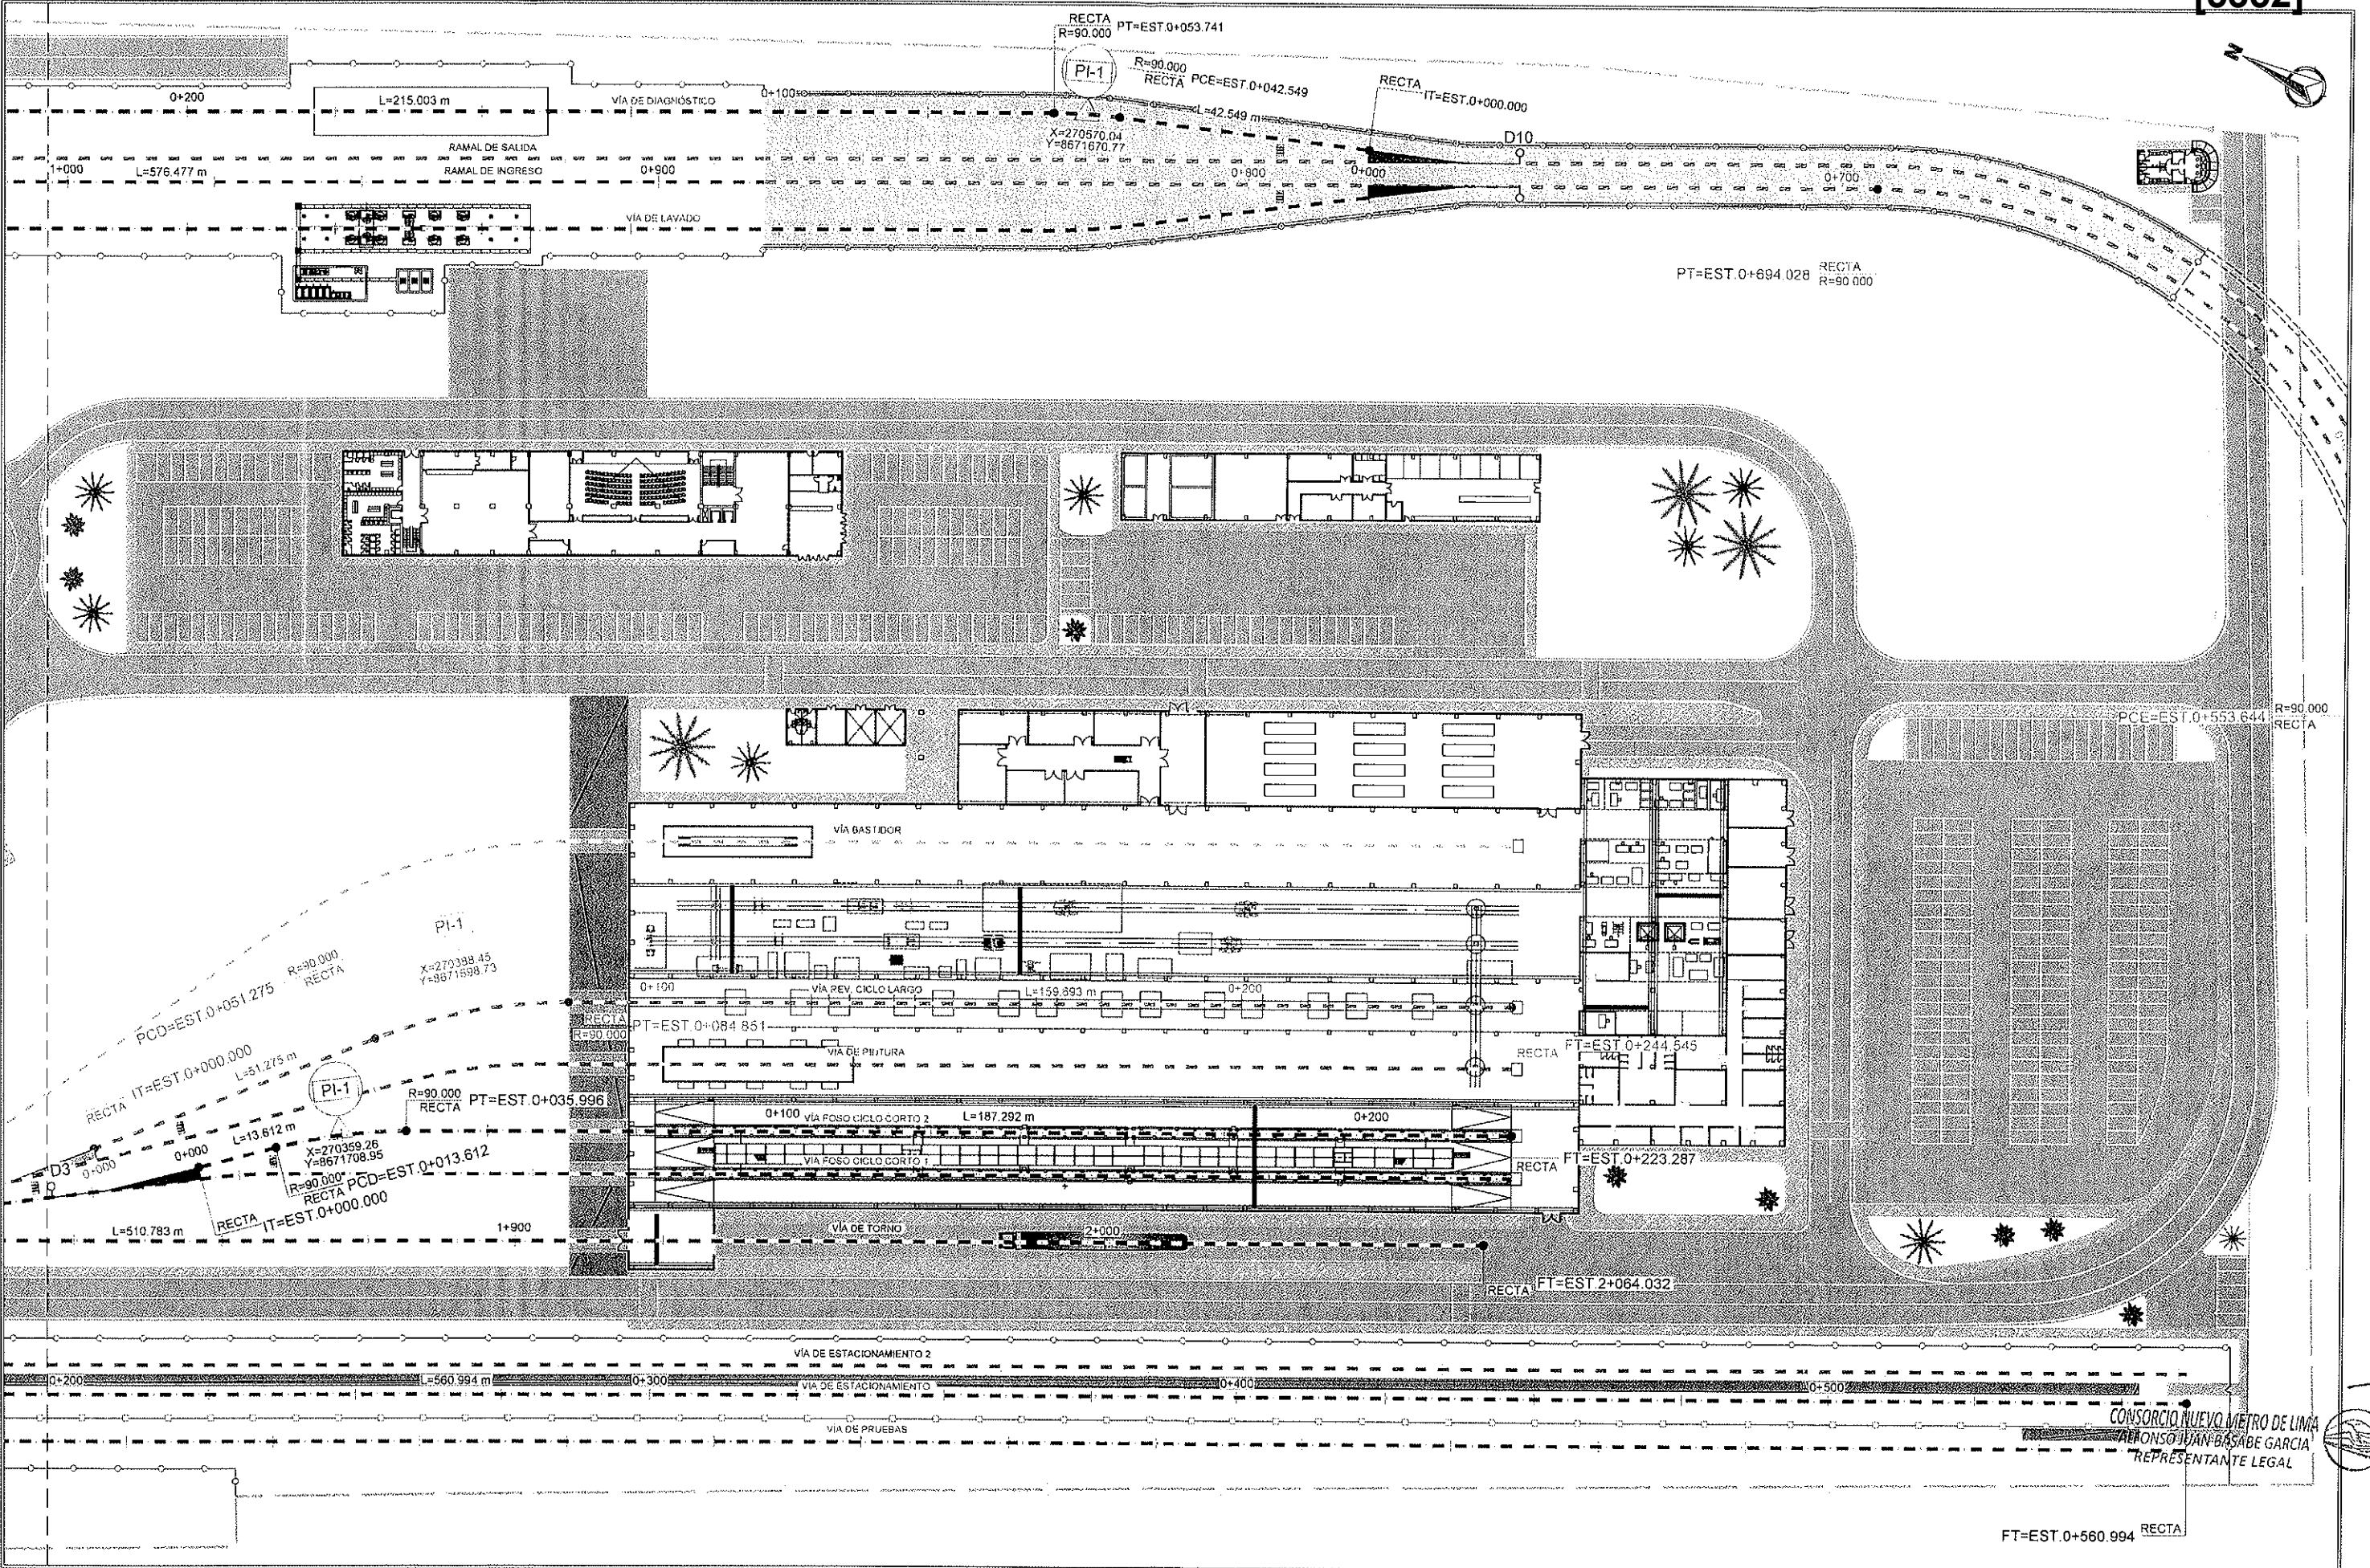 RECTA
R=90.000 PT=EST.0+053.741
PI-1
R=90.000
RECTA PCE=EST.0+042.549
RECTA
IT=EST.0+000.000
N
0+200
L=215.003 m
VÍA DE DIAGNÓSTICO
0+100
L=42.549 m
X=270570.04
Y=8671670.77
D10
RAMAL DE SALIDA
1+000
L=576.477 m
RAMAL DE INGRESO
0+900
0+800
0+000
0+700
VÍA DE LAVADO
PT=EST.0+694.028 RECTA
R=90.000
PCE=EST.0+553.644 R=90.000
RECTA
VÍA BASTIDOR
PI-1
R=90.000
RECTA
X=270388.45
Y=8671698.73
PCD=EST.0+051.275
0+100
VÍA REV. CICLO LARGO
L=159.693 m
0+200
RECTA
R=90.000
PT=EST.0+084.851
RECTA IT=EST.0+000.000
L=51.275 m
VÍA DE PINTURA
RECTA FT=EST.0+244.545
PI-1
R=90.000
RECTA PT=EST.0+035.996
0+100
VÍA FOSO CICLO CORTO 2
L=187.292 m
0+200
L=13.612 m
D3
0+000
0+000
X=270359.26
Y=8671708.95
VÍA FOSO CICLO CORTO 1
RECTA FT=EST.0+223.287
R=90.000
RECTA PCD=EST.0+013.612
RECTA IT=EST.0+000.000
L=510.783 m
1+900
VÍA DE TORNO
2+000
RECTA FT=EST.2+064.032
VÍA DE ESTACIONAMIENTO 2
0+200
L=560.994 m
0+300
VÍA DE ESTACIONAMIENTO
0+400
0+500
VÍA DE PRUEBAS
CONSORCIO NUEVO METRO DE LIMA
ALFONSO JUAN BASABE GARCIA
REPRESENTANTE LEGAL
FT=EST.0+560.994 RECTA